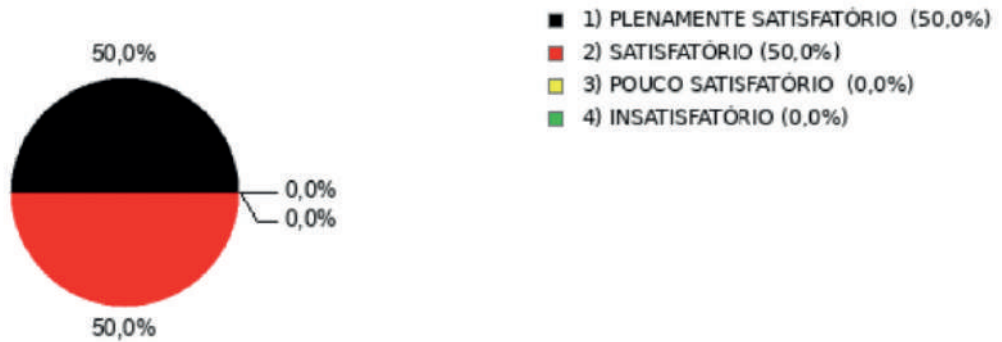 50,0%
0,0%
0,0%
50,0%
1) PLENAMENTE SATISFATÓRIO (50,0%)
2) SATISFATÓRIO (50,0%)
3) POUCO SATISFATÓRIO (0,0%)
4) INSATISFATÓRIO (0,0%)